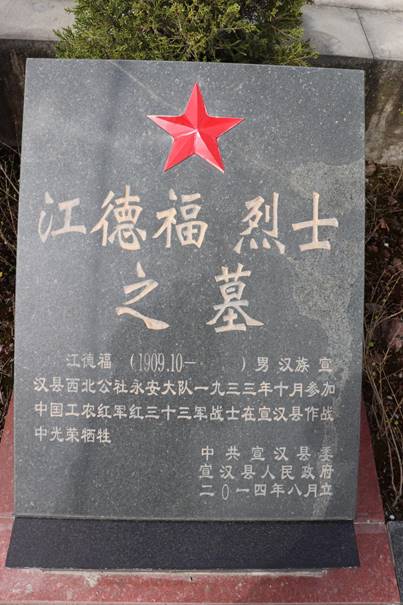 江德福 烈士
之墓
江德福 (1909.10— ) 男 汉族 宣
汉县西北公社永安大队一九三三年十月参加
中国工农红军红三十三军战士在宣汉县作战
中光荣牺牲
中共宣汉县委
宣汉县人民政府
二0一四年八月立